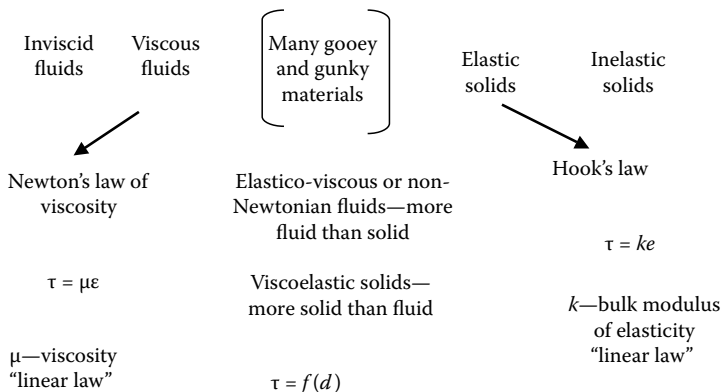 Inviscid
fluids
Viscous
fluids
Many gooey
and gunky
materials
Elastic
solids
Inelastic
solids
Newton’s law of
viscosity
Elastico-viscous or non-
Newtonian fluids—more
fluid than solid
Hook’s law
τ = με
Viscoelastic solids—
more solid than fluid
τ = ke
μ—viscosity
“linear law”
τ = f(d)
k—bulk modulus
of elasticity
“linear law”